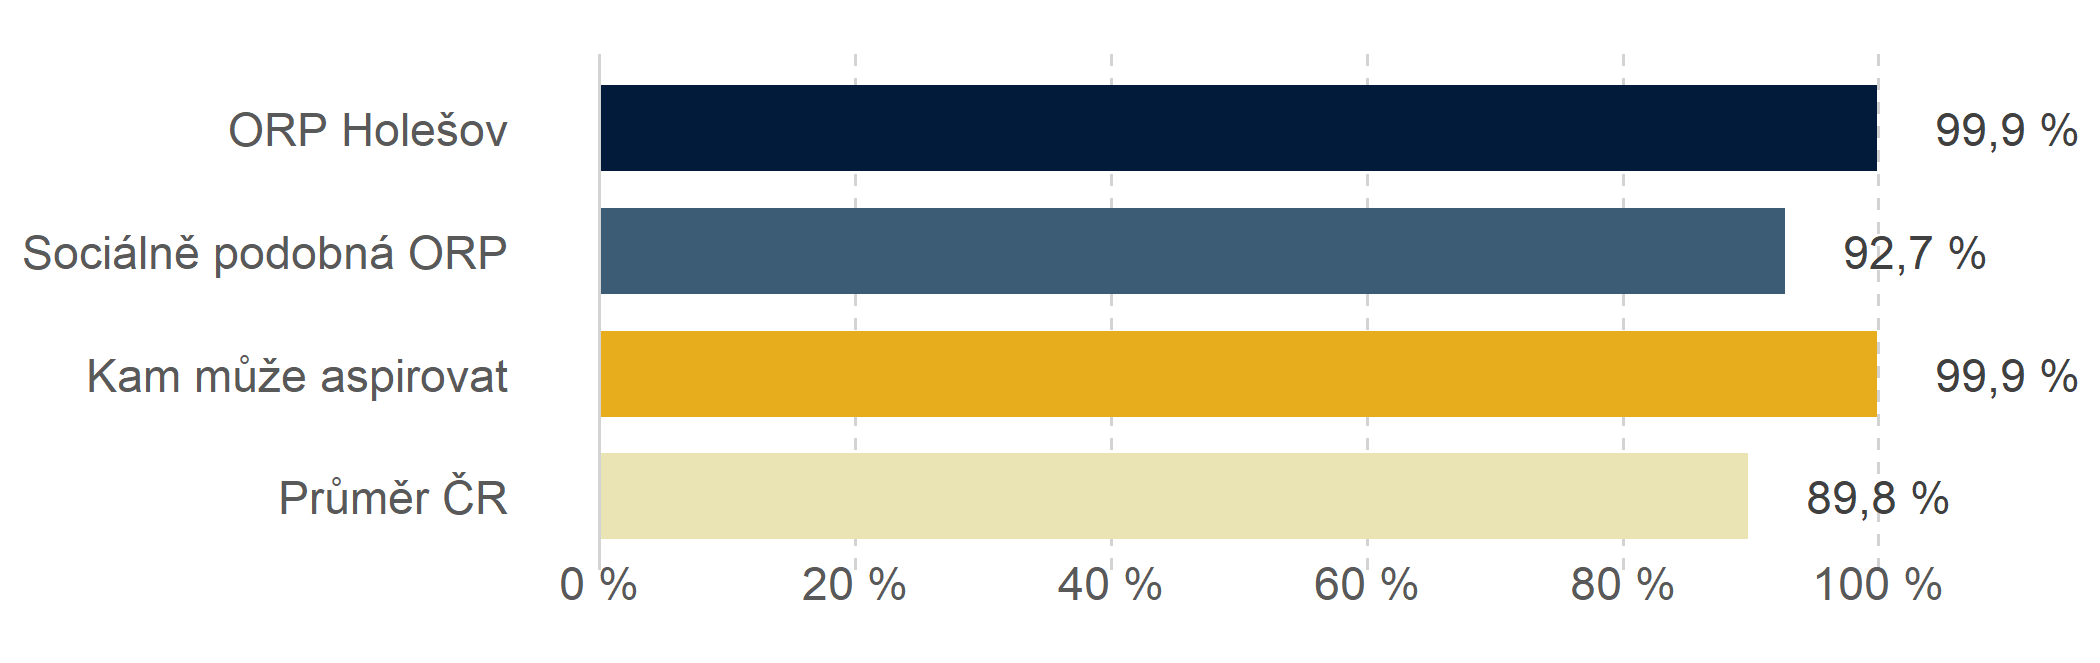 ORP Holešov 99,9 %
Sociálně podobná ORP 92,7 %
Kam může aspirovat 99,9 %
Průměr ČR 89,8 %
0 % 20 % 40 % 60 % 80 % 100 %